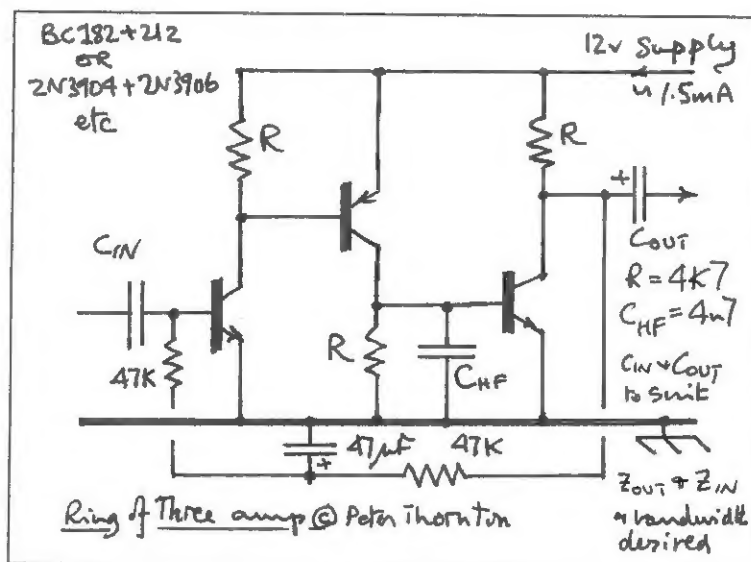 BC182+212
OR
2N3904+2N3906
etc
12v Supply
~1.5mA
R
R
CIN
COUT
R = 4K7
CHF = 4n7
47K
R
CHF
CIN + COUT
to suit
47µF
47K
ZOUT + ZIN
bandwidth
desired
Ring of Three amp © Peter Thornton